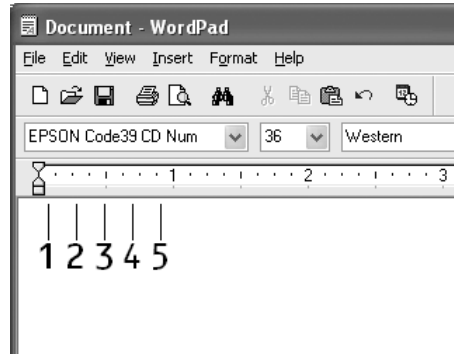 Document - WordPad
File Edit View Insert Format Help
EPSON Code39 CD Num 36 Western
1 2 3
1 2 3 4 5